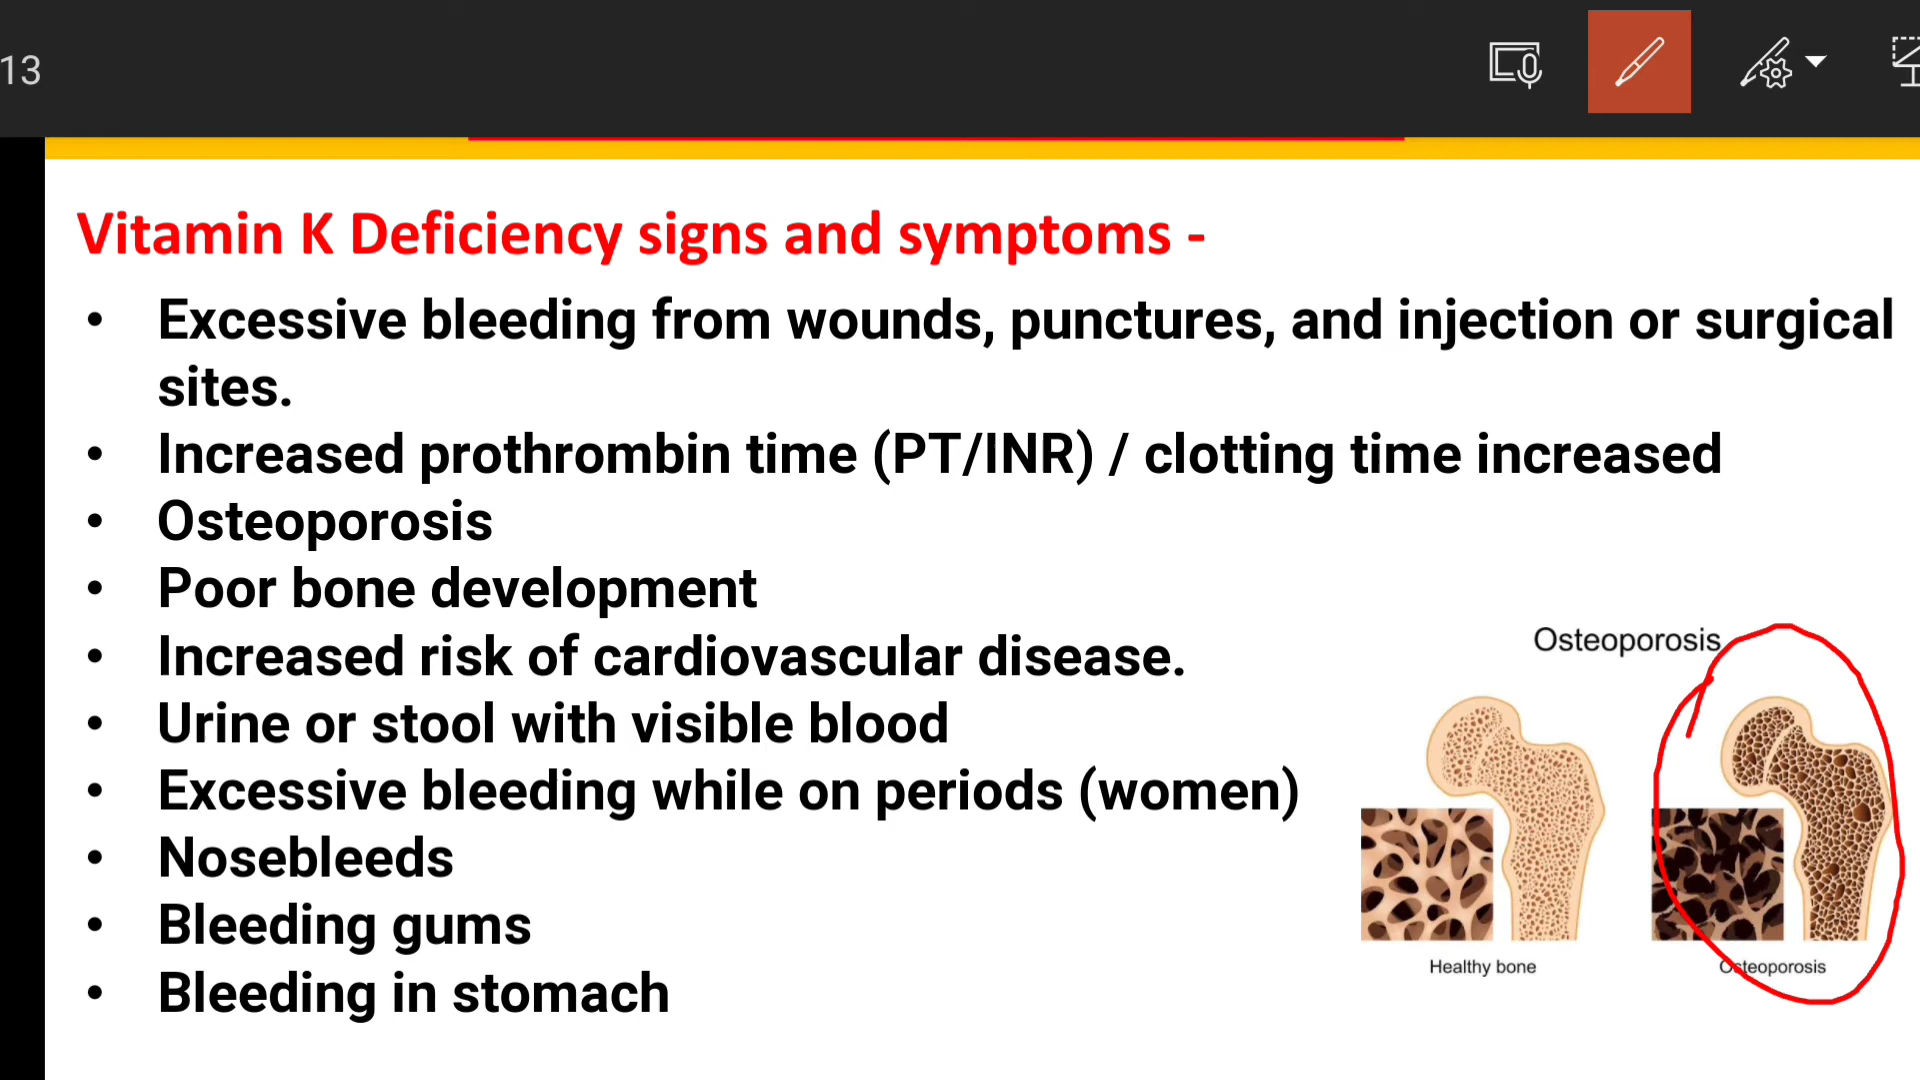 13
Vitamin K Deficiency signs and symptoms -
• Excessive bleeding from wounds, punctures, and injection or surgical
sites.
• Increased prothrombin time (PT/INR) / clotting time increased
• Osteoporosis
• Poor bone development
• Increased risk of cardiovascular disease.
• Urine or stool with visible blood
• Excessive bleeding while on periods (women)
• Nosebleeds
• Bleeding gums
• Bleeding in stomach
Osteoporosis
Healthy bone
Osteoporosis